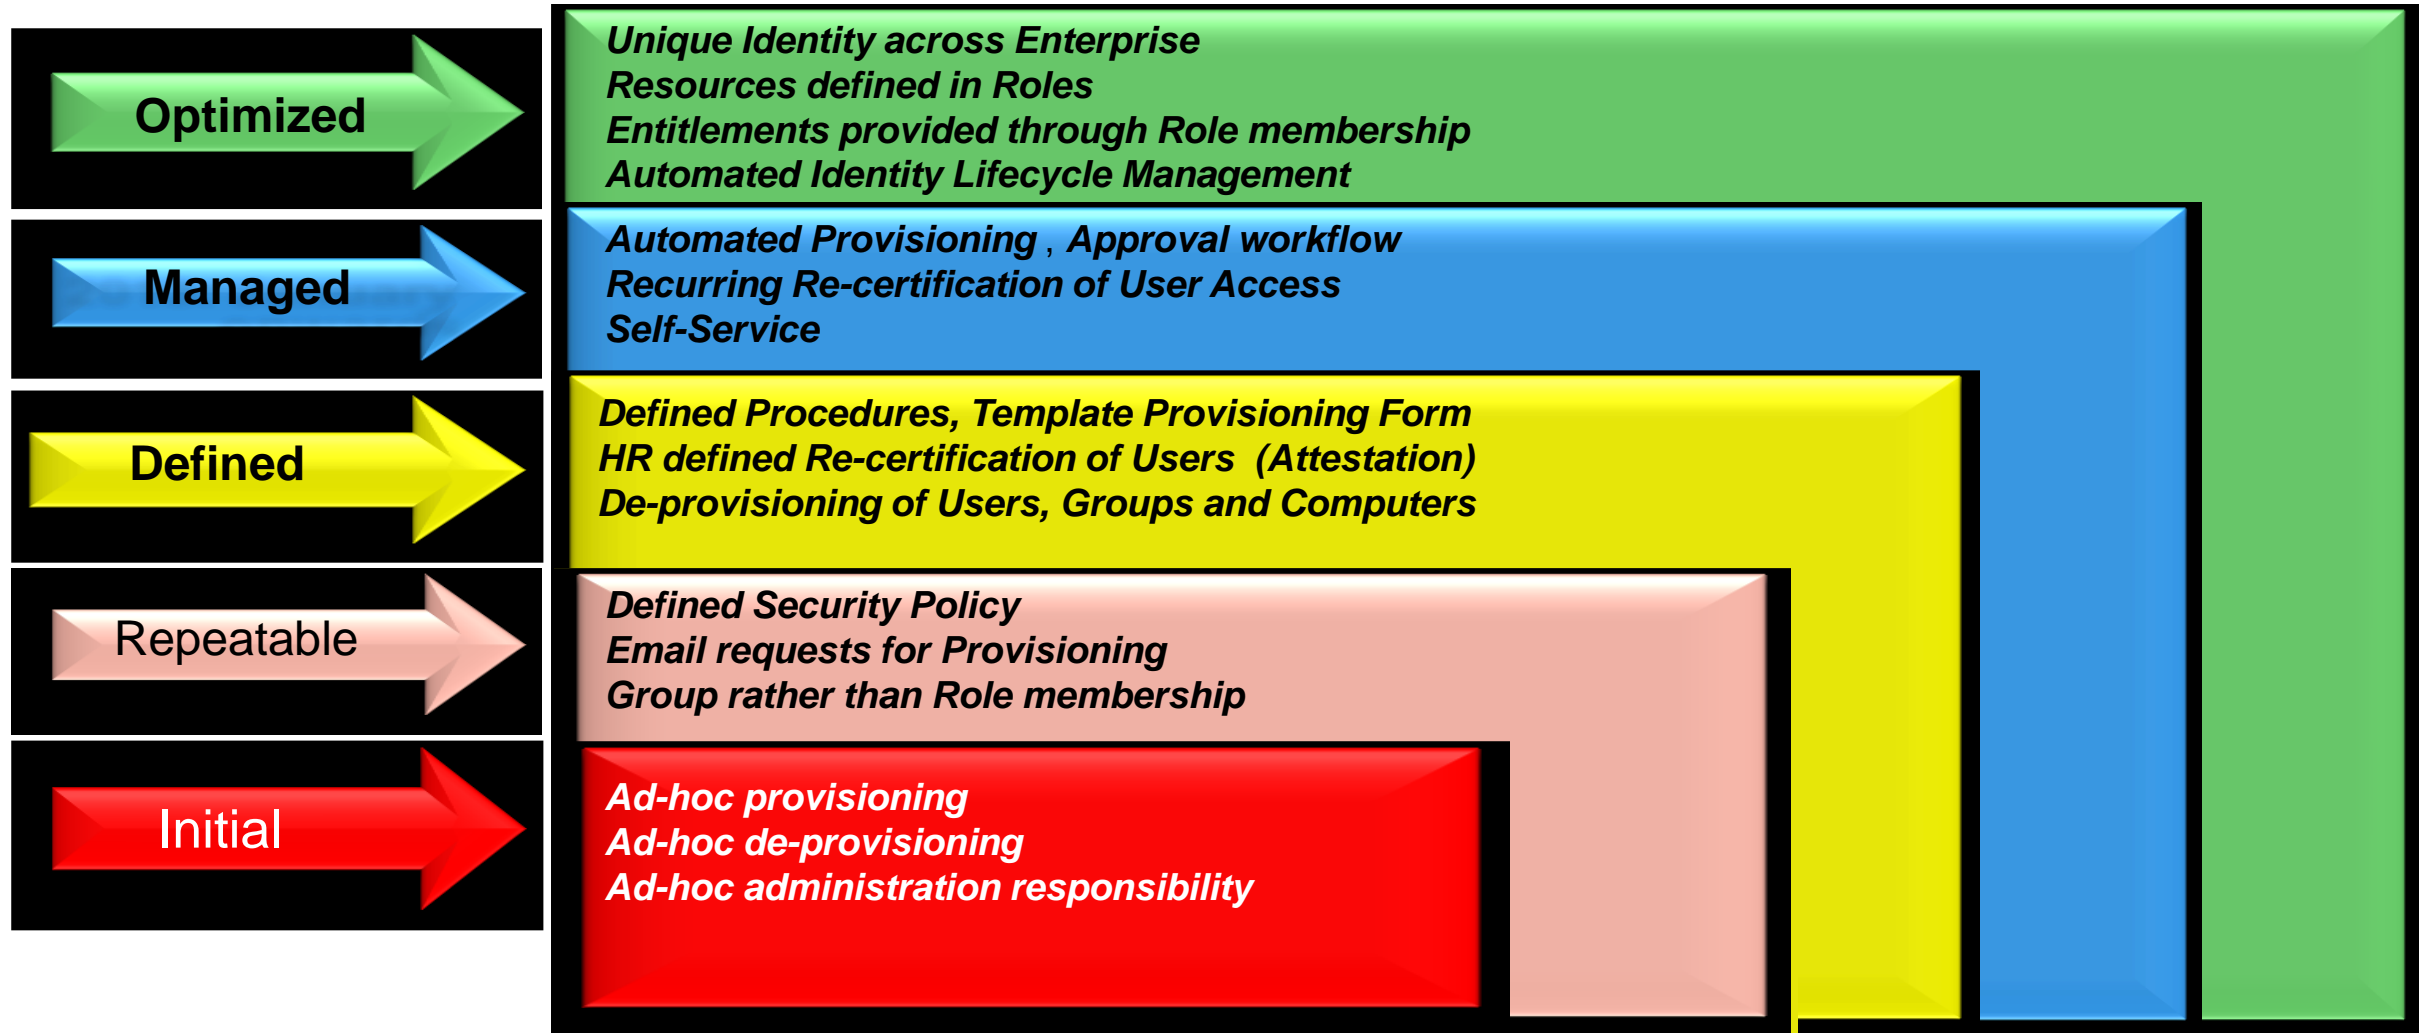 Optimized
Unique Identity across Enterprise
Resources defined in Roles
Entitlements provided through Role membership
Automated Identity Lifecycle Management
Managed
Automated Provisioning , Approval workflow
Recurring Re-certification of User Access
Self-Service
Defined
Defined Procedures, Template Provisioning Form
HR defined Re-certification of Users (Attestation)
De-provisioning of Users, Groups and Computers
Repeatable
Defined Security Policy
Email requests for Provisioning
Group rather than Role membership
Initial
Ad-hoc provisioning
Ad-hoc de-provisioning
Ad-hoc administration responsibility